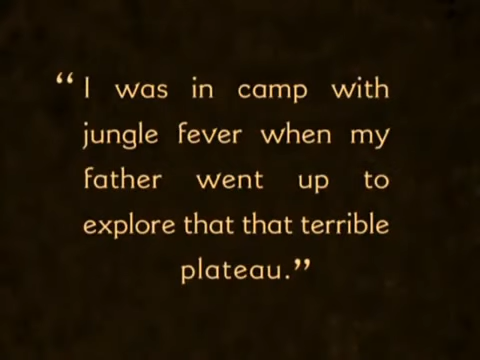 “I was in camp with
jungle fever when my
father went up to
explore that that terrible
plateau.”